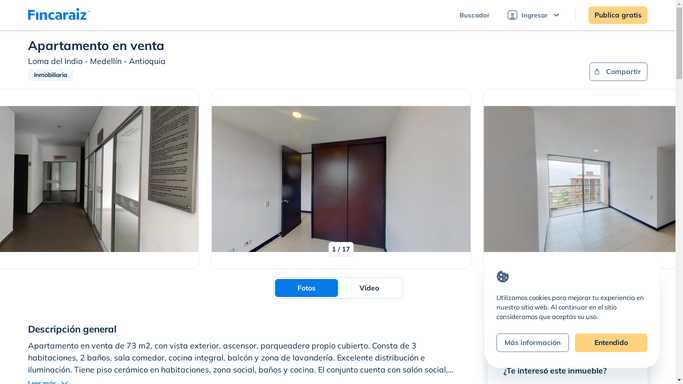 Fincaraiz
Buscador
Ingresar
Publica gratis
Apartamento en venta
Loma del Indio - Medellín - Antioquia
Inmobiliaria
Compartir
1 / 17
Fotos
Video
Descripción general
Apartamento en venta de 73 m2, con vista exterior, ascensor, parqueadero propio cubierto. Consta de 3
habitaciones, 2 baños, sala comedor, cocina integral, balcón y zona de lavandería. Excelente distribución e
iluminación. Tiene piso cerámico en habitaciones, zona social, baños y cocina. El conjunto cuenta con salón social,...
Leer más
Utilizamos cookies para mejorar tu experiencia en
nuestro sitio web. Al continuar en el sitio
consideramos que aceptas su uso.
Más información
Entendido
¿Te interesó este inmueble?